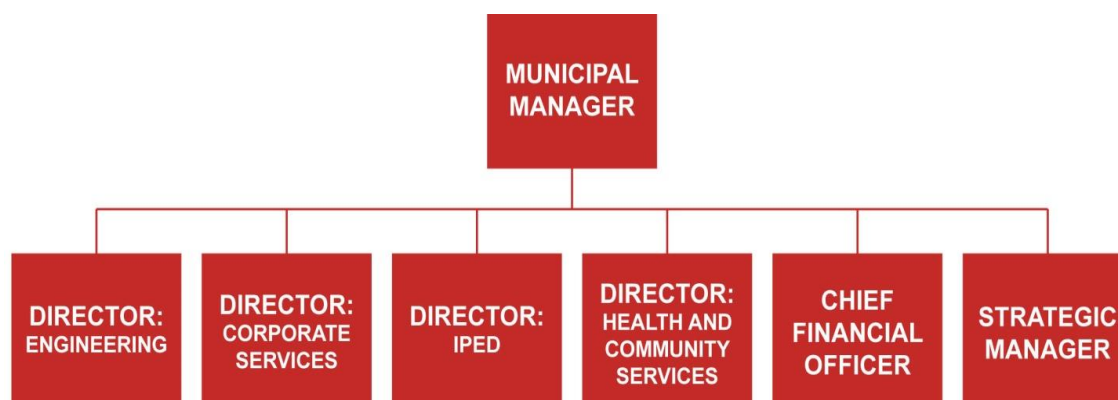 MUNICIPAL
MANAGER
DIRECTOR:
ENGINEERING
DIRECTOR:
CORPORATE
SERVICES
DIRECTOR:
IPED
DIRECTOR:
HEALTH AND
COMMUNITY
SERVICES
CHIEF
FINANCIAL
OFFICER
STRATEGIC
MANAGER